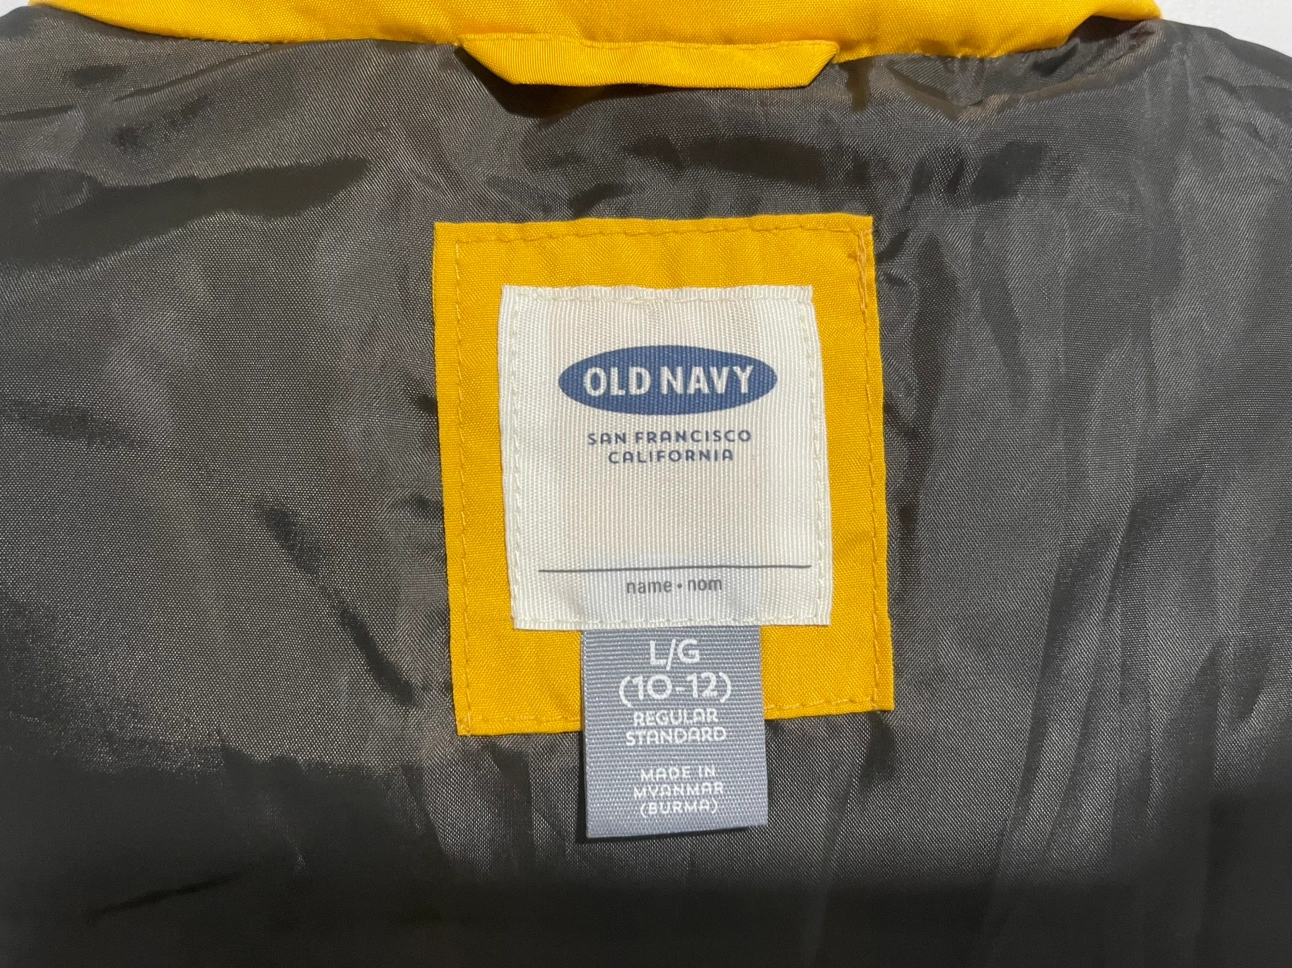 OLD NAVY
SAN FRANCISCO
CALIFORNIA
name • nom
L/G
(10-12)
REGULAR
STANDARD
MADE IN
MYANMAR
(BURMA)